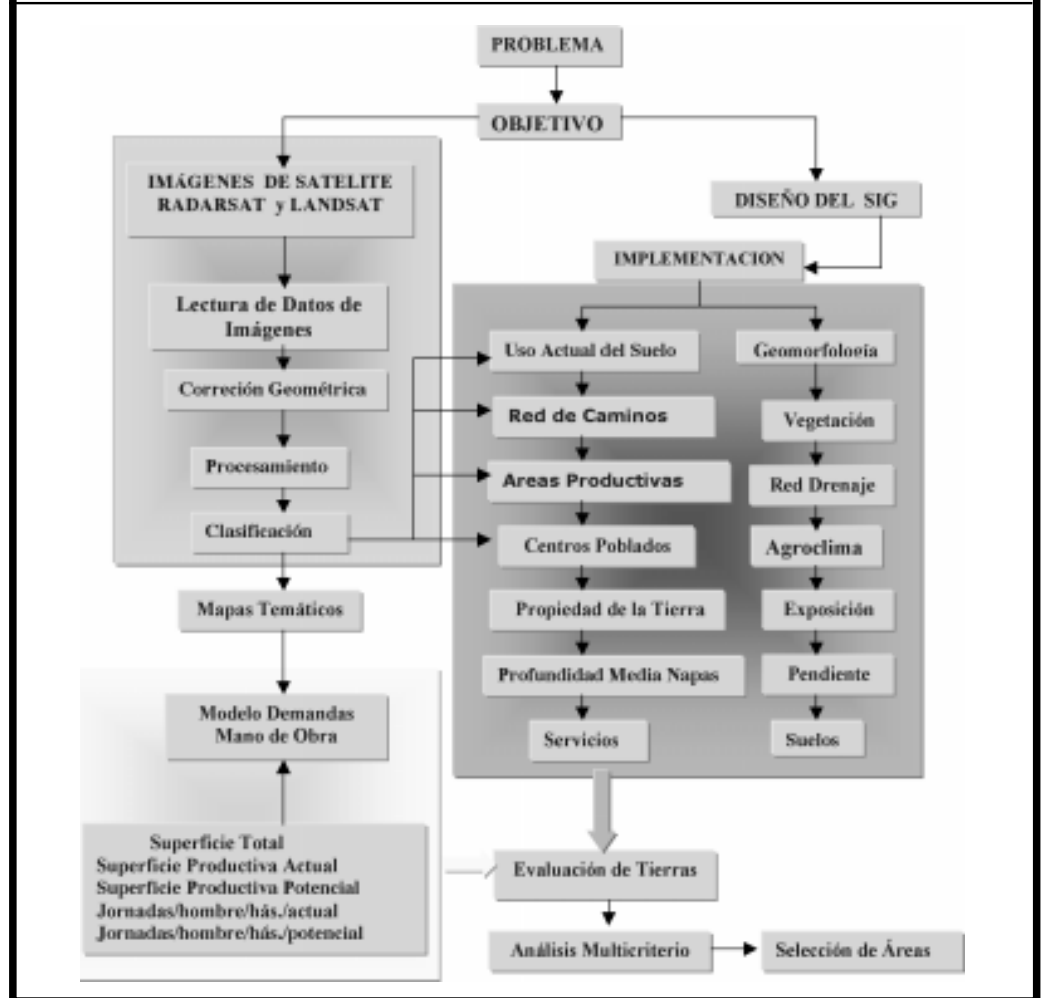 PROBLEMA
OBJETIVO
IMÁGENES DE SATELITE
RADARSAT y LANDSAT
Lectura de Datos de
Imágenes
Correción Geométrica
Procesamiento
Clasificación
Mapas Temáticos
Modelo Demandas
Mano de Obra
Superficie Total
Superficie Productiva Actual
Superficie Productiva Potencial
Jornadas/hombre/hás./actual
Jornadas/hombre/hás./potencial
DISEÑO DEL SIG
IMPLEMENTACION
Uso Actual del Suelo
Red de Caminos
Areas Productivas
Centros Poblados
Propiedad de la Tierra
Profundidad Media Napas
Servicios
Geomorfología
Vegetación
Red Drenaje
Agroclima
Exposición
Pendiente
Suelos
Evaluación de Tierras
Análisis Multicriterio
Selección de Áreas